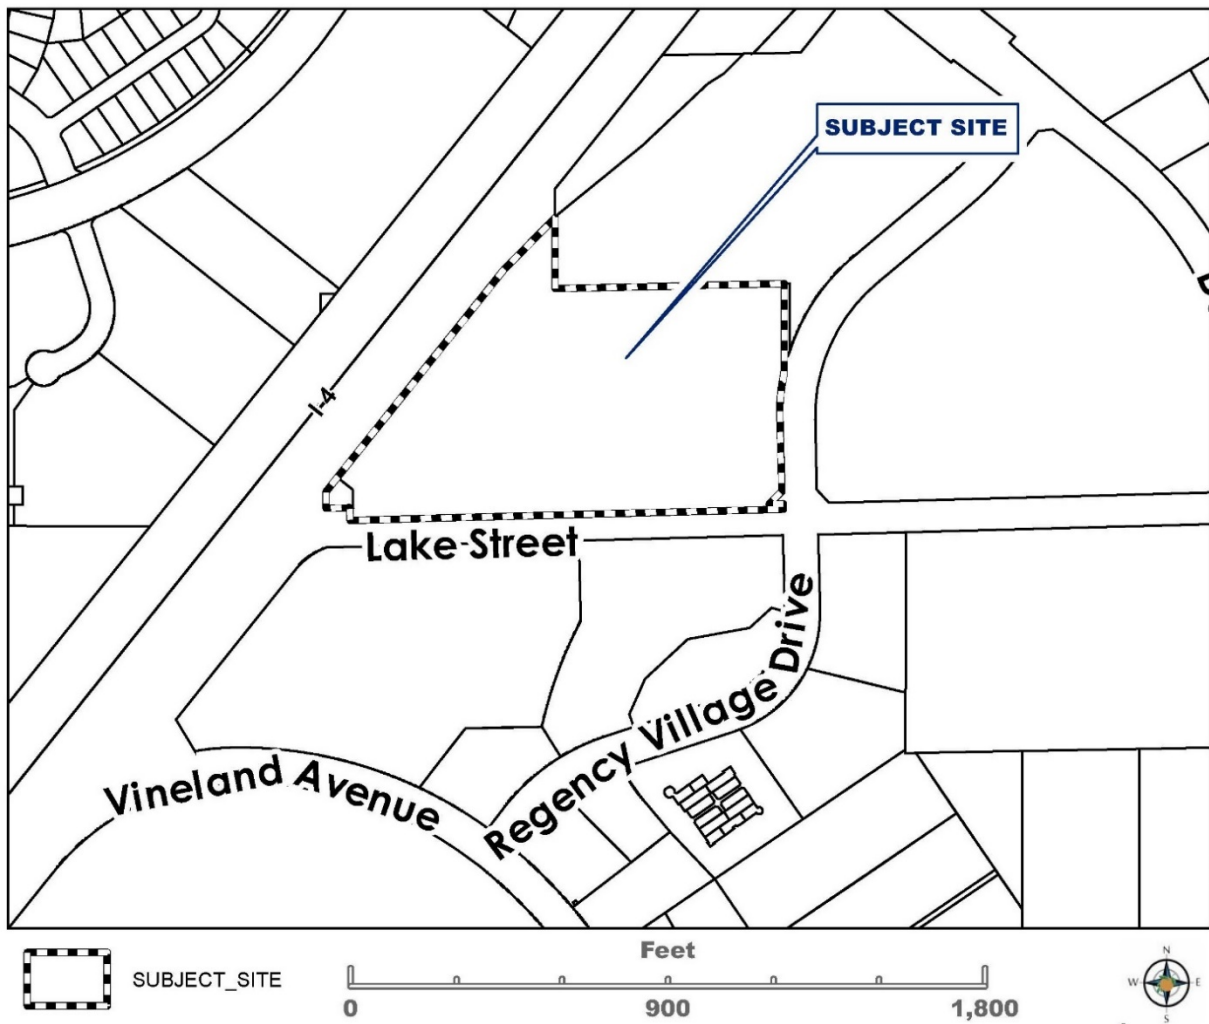 SUBJECT SITE
I-4
Lake Street
Regency Village Drive
Vineland Avenue
SUBJECT_SITE
Feet
0 900 1,800
N
W E
S